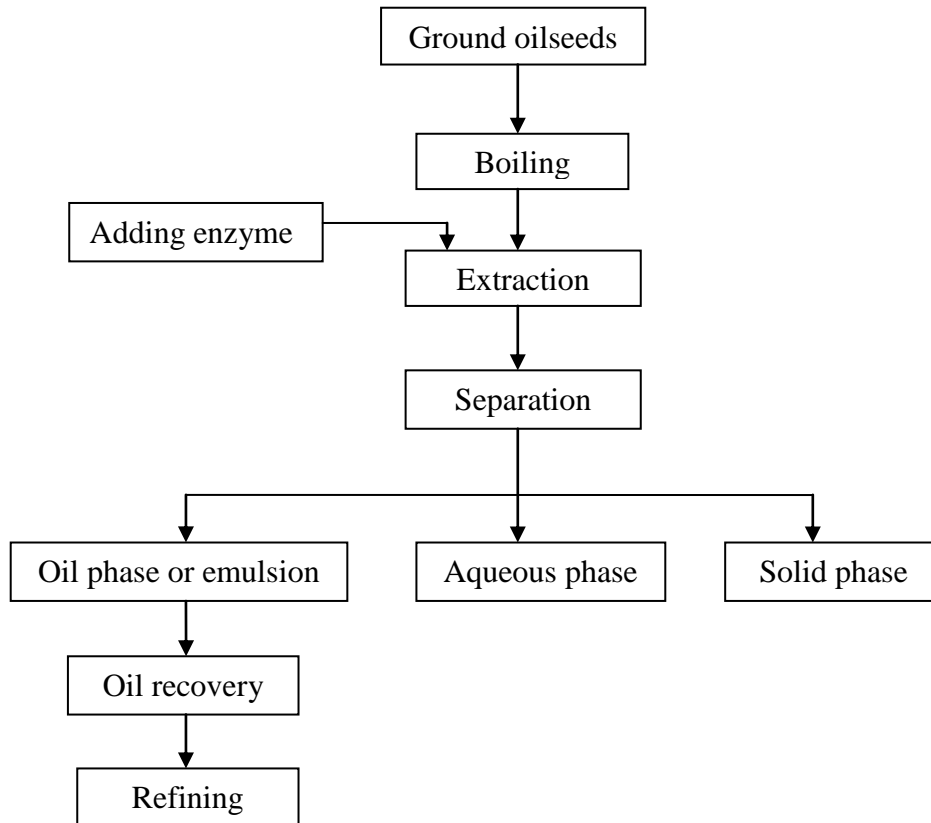 Ground oilseeds
Boiling
Adding enzyme
Extraction
Separation
Oil phase or emulsion
Aqueous phase
Solid phase
Oil recovery
Refining